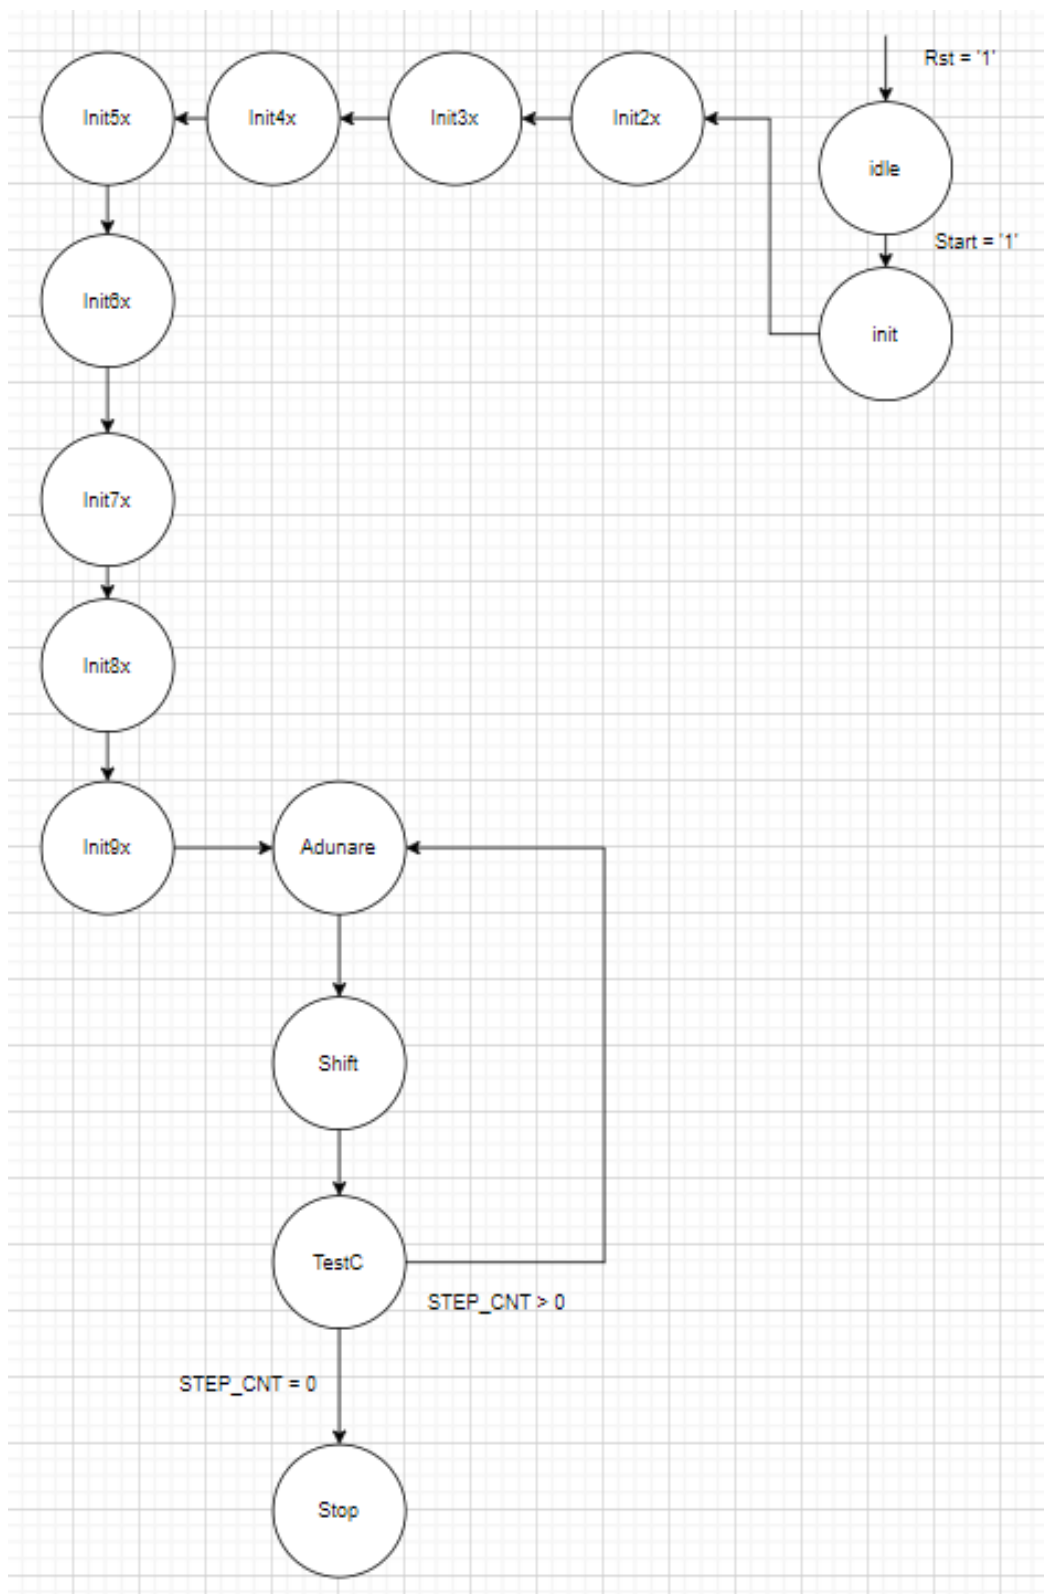 Rst = '1'
Init5x
Init4x
Init3x
Init2x
idle
Start = '1'
Init6x
init
Init7x
Init8x
Init9x
Adunare
Shift
TestC
STEP_CNT > 0
STEP_CNT = 0
Stop